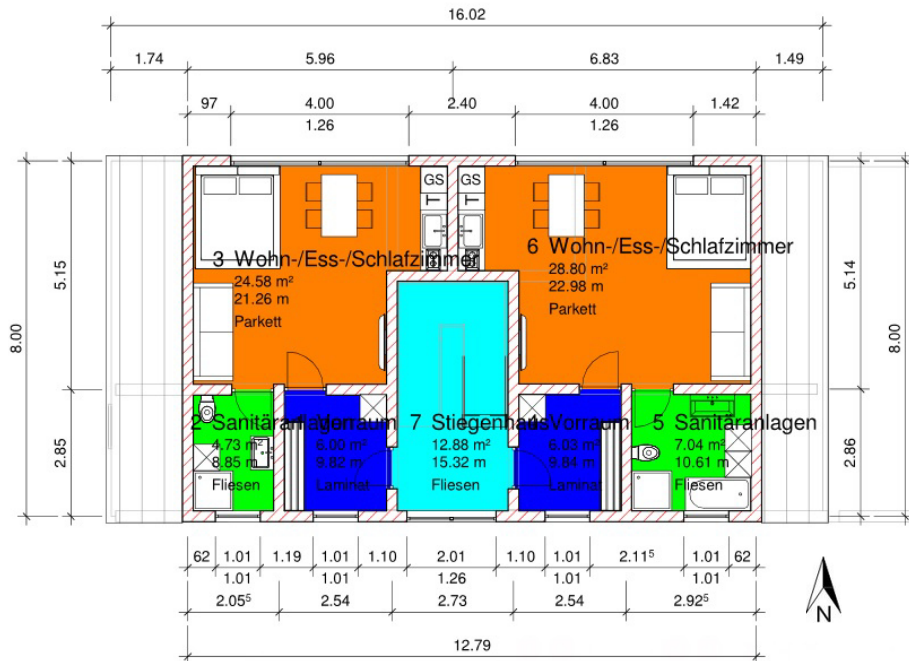 16.02
1.74 5.96 6.83 1.49
97 4.00 2.40 4.00 1.42
1.26 1.26
GS GS
T T
3 Wohn-/Ess-/Schlafzimmer
24.58 m²
21.26 m
Parkett
6 Wohn-/Ess-/Schlafzimmer
28.80 m²
22.98 m
Parkett
8.00
5.15
2.85
5.14
2.86
8.00
2 Sanitäranlagen
4.73 m²
8.85 m
Fliesen
Vorraum
6.00 m²
9.82 m
Laminat
7 Stiegenhaus
12.88 m²
15.32 m
Fliesen
4 Vorraum
6.03 m²
9.84 m
Laminat
5 Sanitäranlagen
7.04 m²
10.61 m
Fliesen
62 1.01 1.19 1.01 1.10 2.01 1.10 1.01 2.11⁵ 1.01 62
1.01 1.01 1.26 1.01 1.01
2.05⁵ 2.54 2.73 2.54 2.92⁵
12.79
N